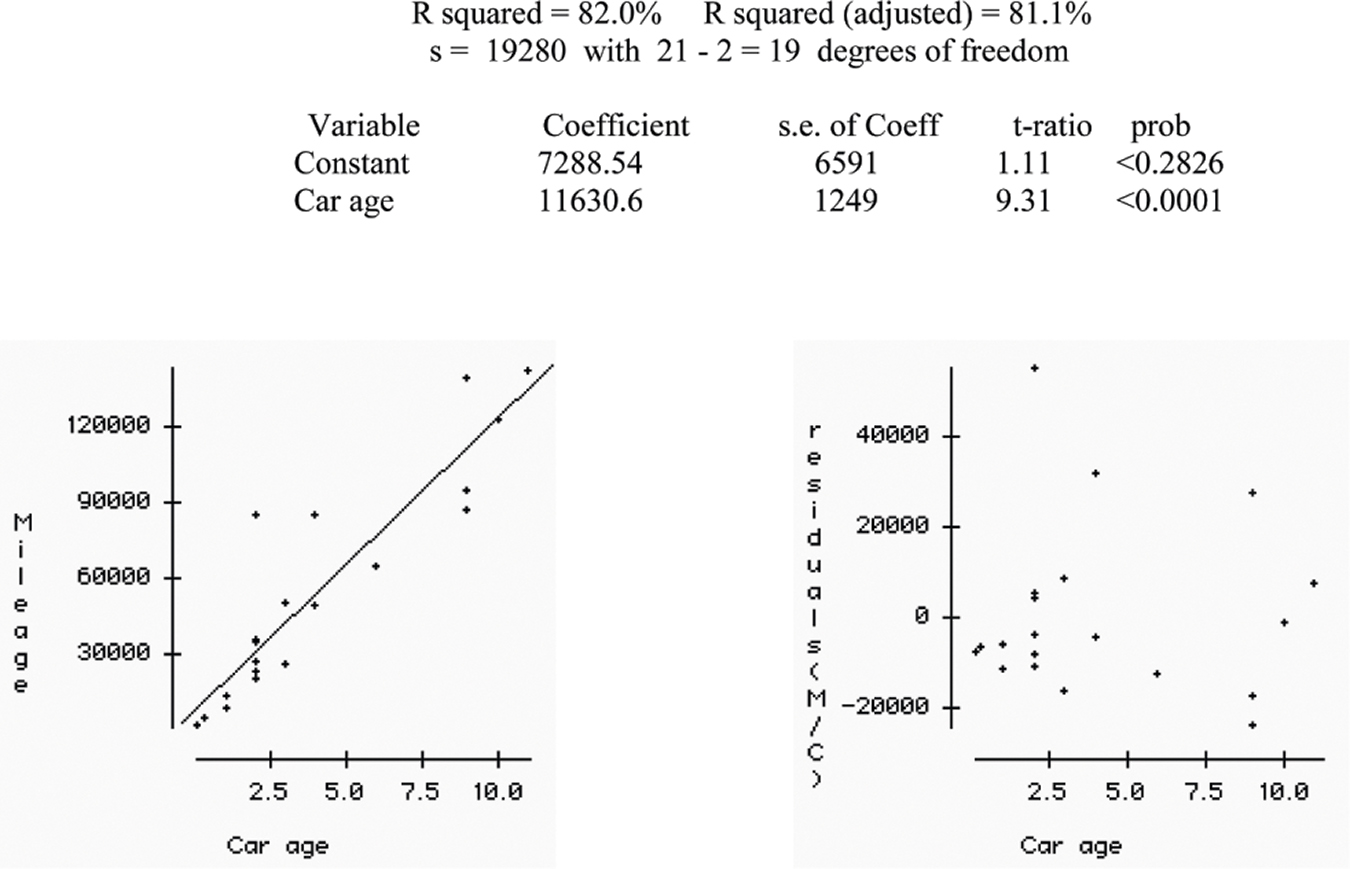 R squared = 82.0% R squared (adjusted) = 81.1%
s = 19280 with 21 - 2 = 19 degrees of freedom
Variable Coefficient s.e. of Coeff t-ratio prob
Constant 7288.54 6591 1.11 <0.2826
Car age 11630.6 1249 9.31 <0.0001
Mileage
120000
90000
60000
30000
2.5 5.0 7.5 10.0
Car age
residuals(M/C)
40000
20000
0
-20000
2.5 5.0 7.5 10.0
Car age